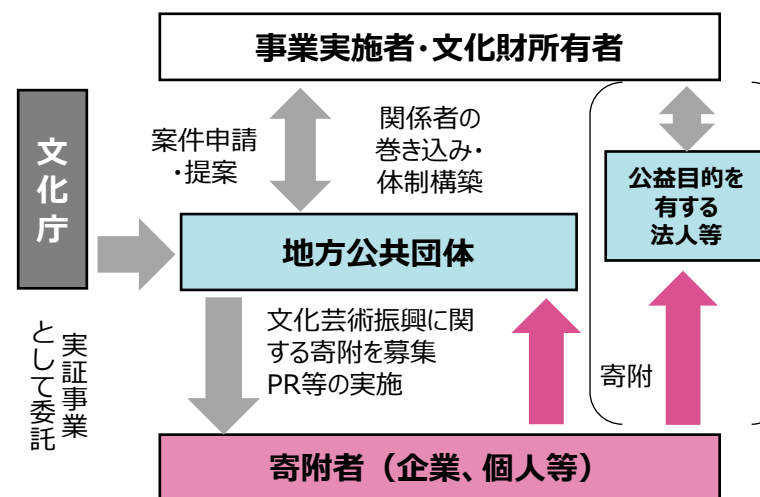 事業実施者・文化財所有者
文化庁
案件申請
・提案
関係者の
巻き込み・
体制構築
公益目的を
有する
法人等
地方公共団体
実証事業
として委託
文化芸術振興に関
する寄附を募集
PR等の実施
寄附
寄附者（企業、個人等）